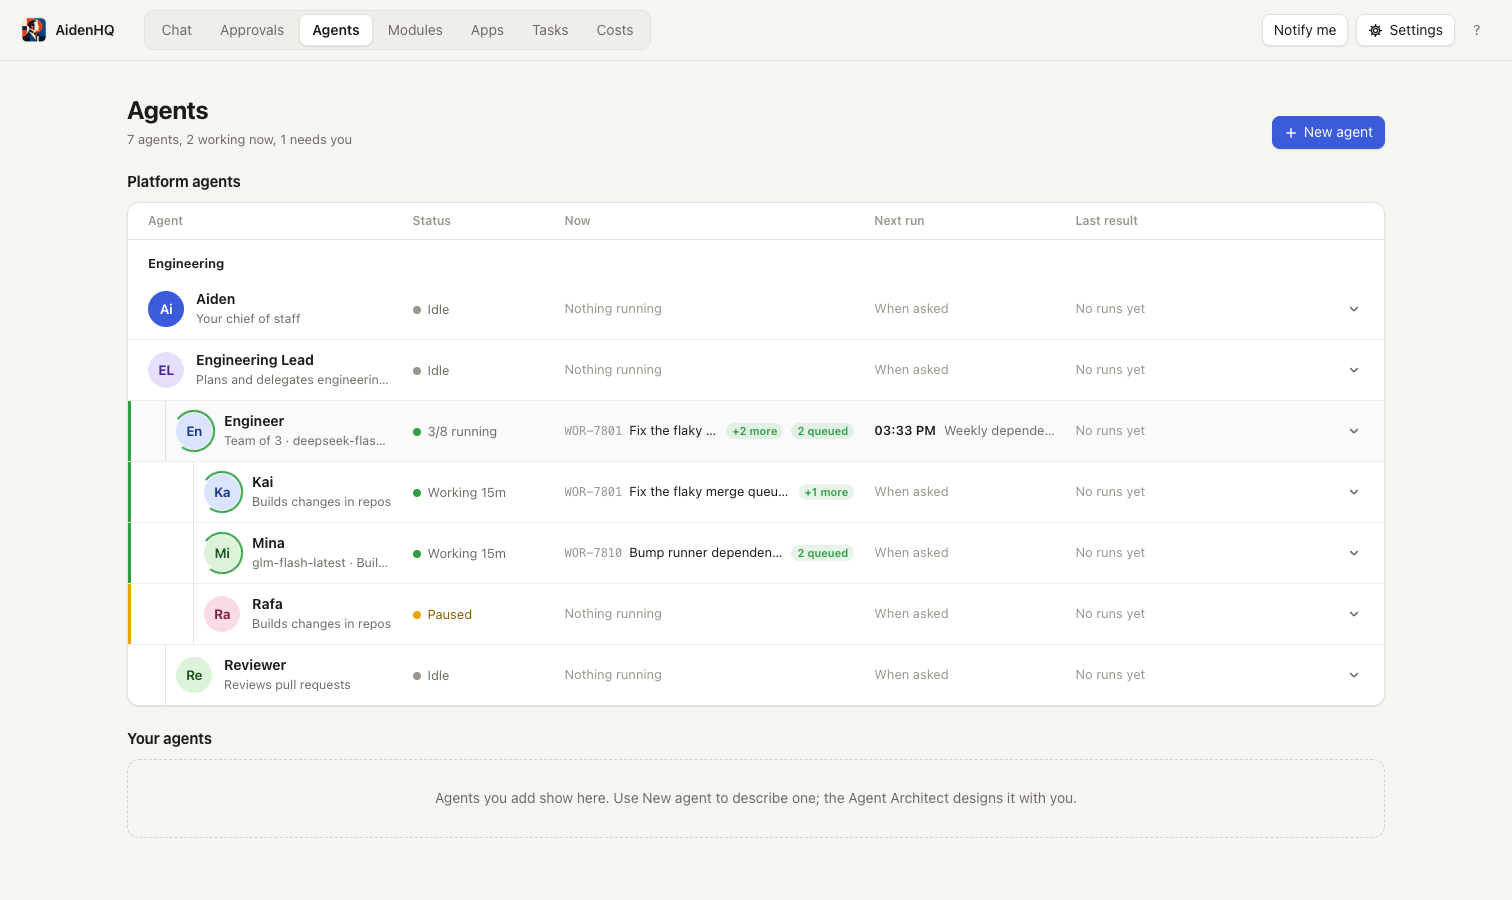 AidenHQ Chat Approvals Agents Modules Apps Tasks Costs Notify me Settings ?
Agents
7 agents, 2 working now, 1 needs you
+ New agent
Platform agents
Agent Status Now Next run Last result
Engineering
Ai Aiden Idle Nothing running When asked No runs yet
Your chief of staff
EL Engineering Lead Idle Nothing running When asked No runs yet
Plans and delegates engineerin...
En Engineer 3/8 running WOR-7801 Fix the flaky ... +2 more 2 queued 03:33 PM Weekly depende... No runs yet
Team of 3 · deepseek-flas...
Ka Kai Working 15m WOR-7801 Fix the flaky merge queu... +1 more When asked No runs yet
Builds changes in repos
Mi Mina Working 15m WOR-7810 Bump runner dependen... 2 queued When asked No runs yet
glm-flash-latest · Buil...
Ra Rafa Paused Nothing running When asked No runs yet
Builds changes in repos
Re Reviewer Idle Nothing running When asked No runs yet
Reviews pull requests
Your agents
Agents you add show here. Use New agent to describe one; the Agent Architect designs it with you.